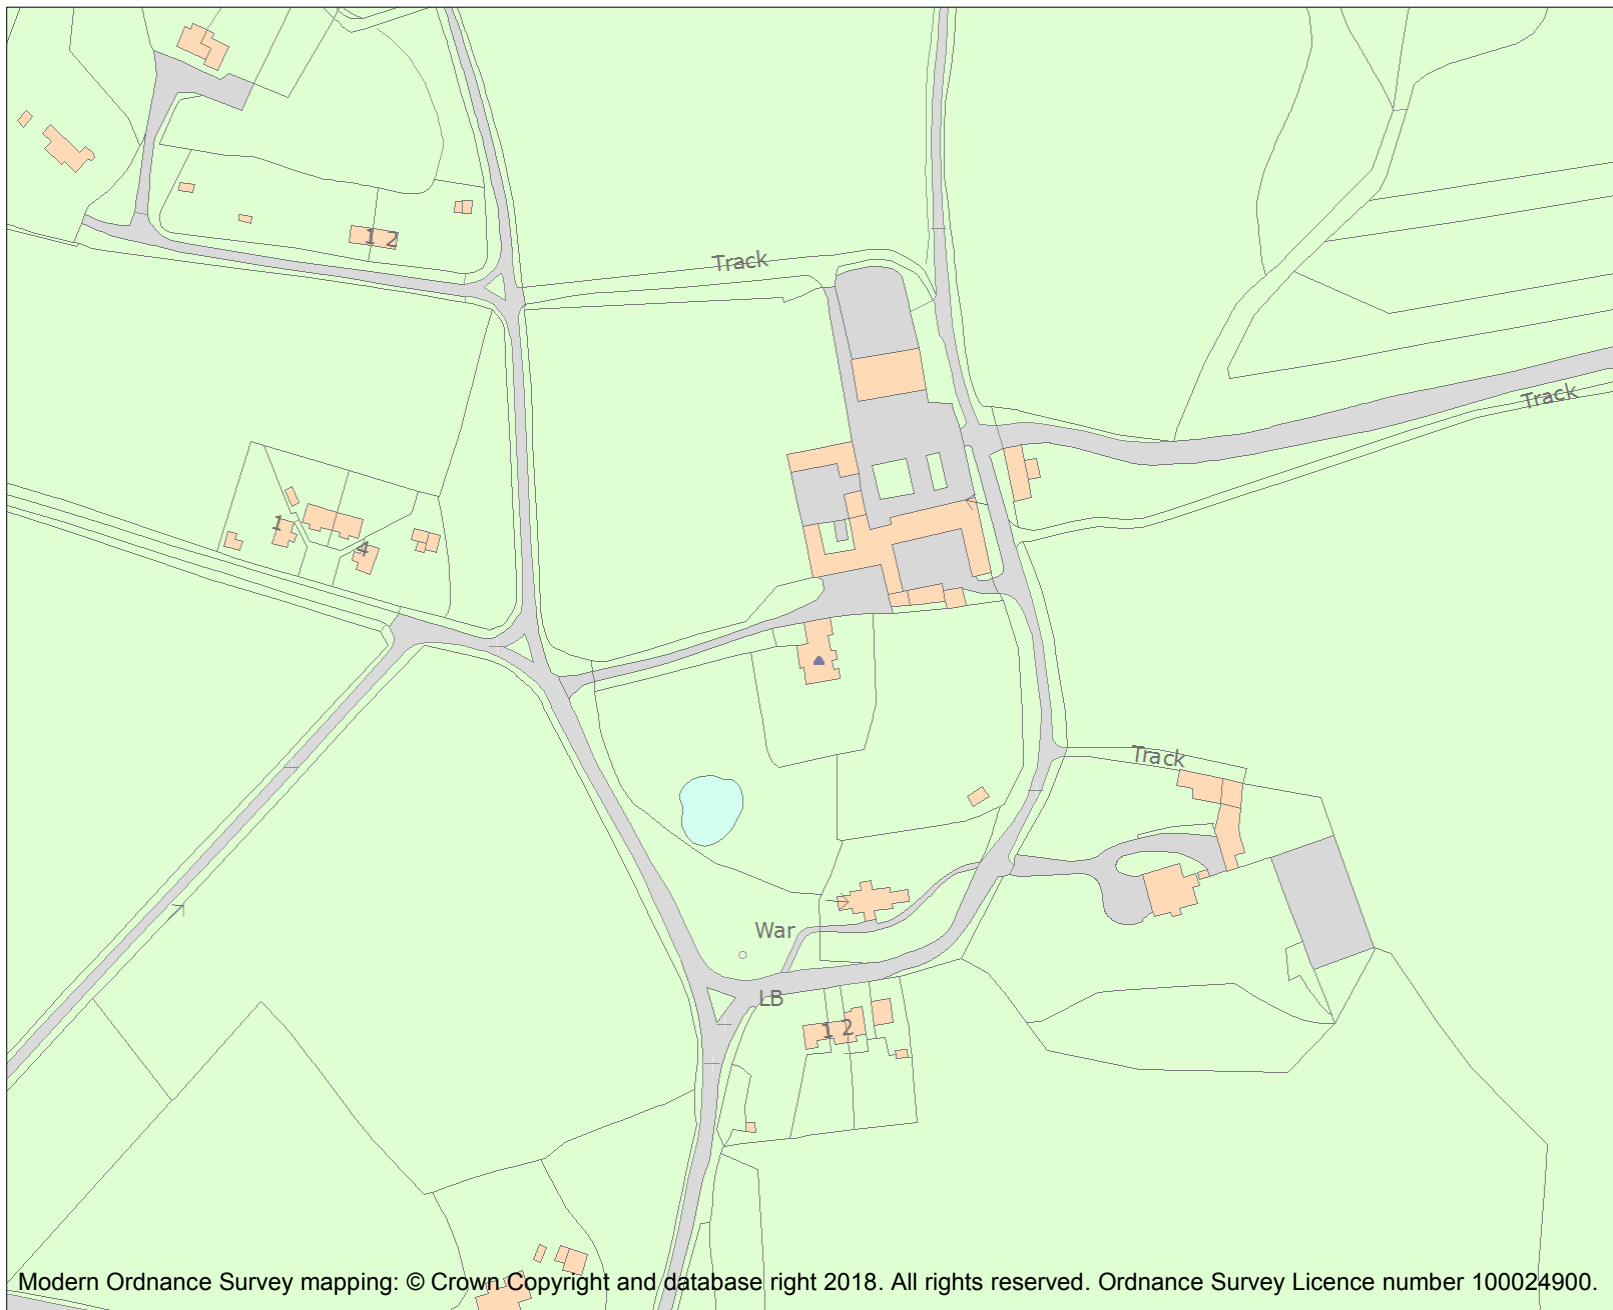 1 2
Track
Track
1
4
Track
War
LB
1 2
Modern Ordnance Survey mapping: © Crown Copyright and database right 2018. All rights reserved. Ordnance Survey Licence number 100024900.